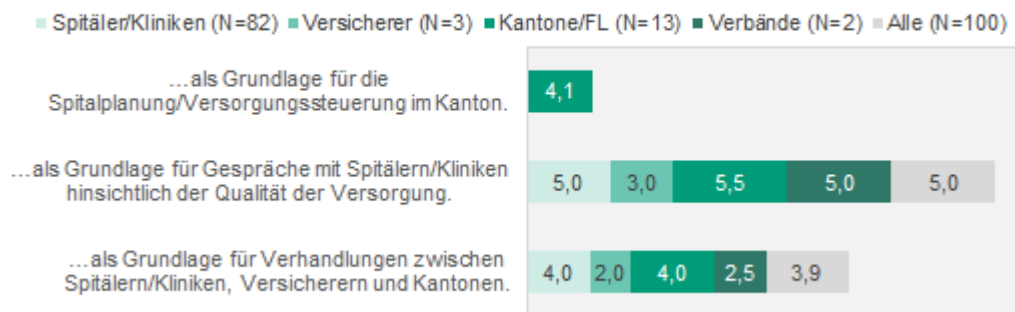 Spitäler/Kliniken (N=82) Versicherer (N=3) Kantone/FL (N=13) Verbände (N=2) Alle (N=100)
…als Grundlage für die
Spitalplanung/Versorgungssteuerung im Kanton.
4,1
…als Grundlage für Gespräche mit Spitälern/Kliniken
hinsichtlich der Qualität der Versorgung.
5,0 3,0 5,5 5,0 5,0
…als Grundlage für Verhandlungen zwischen
Spitälern/Kliniken, Versicherern und Kantonen.
4,0 2,0 4,0 2,5 3,9